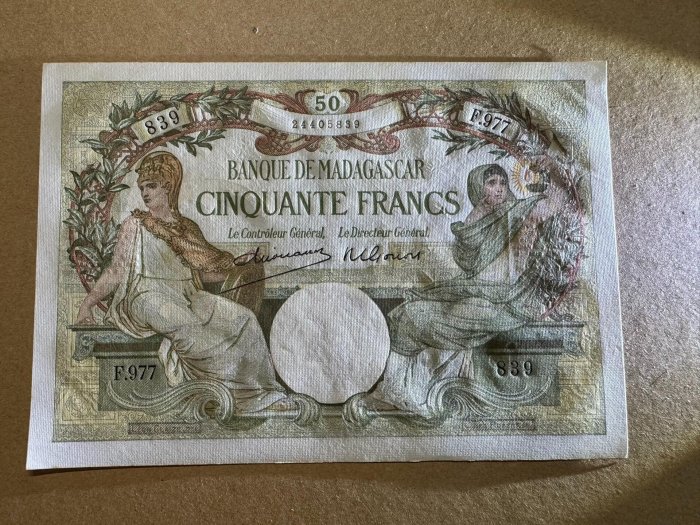 50
839
24405839
F.977
BANQUE DE MADAGASCAR
CINQUANTE FRANCS
Le Contrôleur Général, Le Directeur Général,
F.977
839